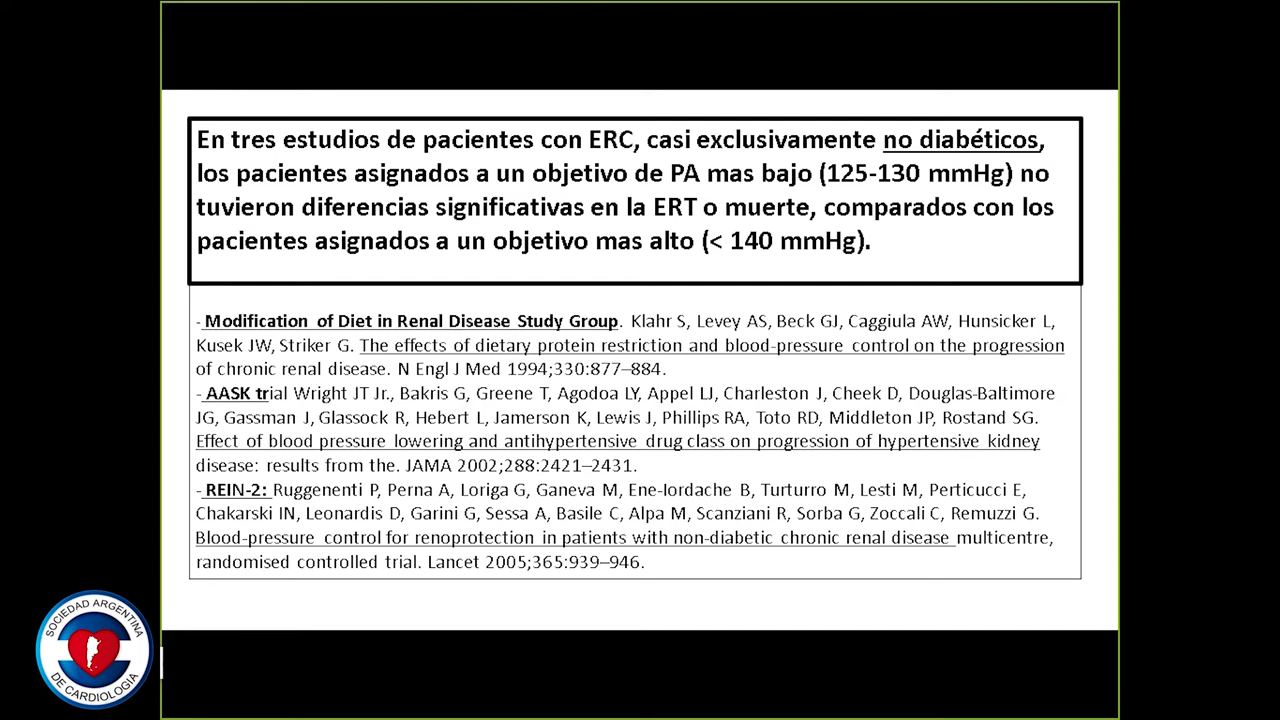 En tres estudios de pacientes con ERC, casi exclusivamente no diabéticos,
los pacientes asignados a un objetivo de PA mas bajo (125-130 mmHg) no
tuvieron diferencias significativas en la ERT o muerte, comparados con los
pacientes asignados a un objetivo mas alto (< 140 mmHg).
- Modification of Diet in Renal Disease Study Group. Klahr S, Levey AS, Beck GJ, Caggiula AW, Hunsicker L,
Kusek JW, Striker G. The effects of dietary protein restriction and blood-pressure control on the progression
of chronic renal disease. N Engl J Med 1994;330:877–884.
- AASK trial Wright JT Jr., Bakris G, Greene T, Agodoa LY, Appel LJ, Charleston J, Cheek D, Douglas-Baltimore
JG, Gassman J, Glassock R, Hebert L, Jamerson K, Lewis J, Phillips RA, Toto RD, Middleton JP, Rostand SG.
Effect of blood pressure lowering and antihypertensive drug class on progression of hypertensive kidney
disease: results from the. JAMA 2002;288:2421–2431.
- REIN-2: Ruggenenti P, Perna A, Loriga G, Ganeva M, Ene-Iordache B, Turturro M, Lesti M, Perticucci E,
Chakarski IN, Leonardis D, Garini G, Sessa A, Basile C, Alpa M, Scanziani R, Sorba G, Zoccali C, Remuzzi G.
Blood-pressure control for renoprotection in patients with non-diabetic chronic renal disease multicentre,
randomised controlled trial. Lancet 2005;365:939–946.
SOCIEDAD ARGENTINA
DE CARDIOLOGIA